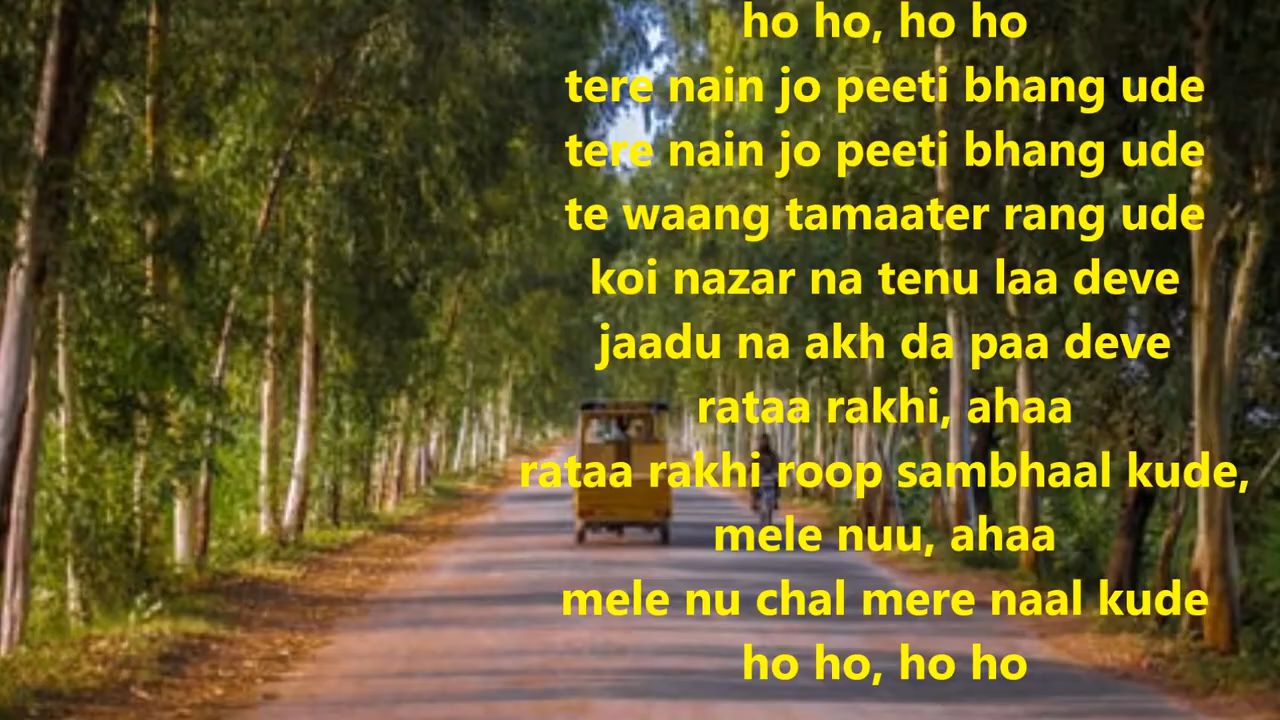 ho ho, ho ho
tere nain jo peeti bhang ude
tere nain jo peeti bhang ude
te waang tamaater rang ude
koi nazar na tenu laa deve
jaadu na akh da paa deve
rataa rakhi, ahaa
rataa rakhi roop sambhaal kude,
mele nuu, ahaa
mele nu chal mere naal kude
ho ho, ho ho